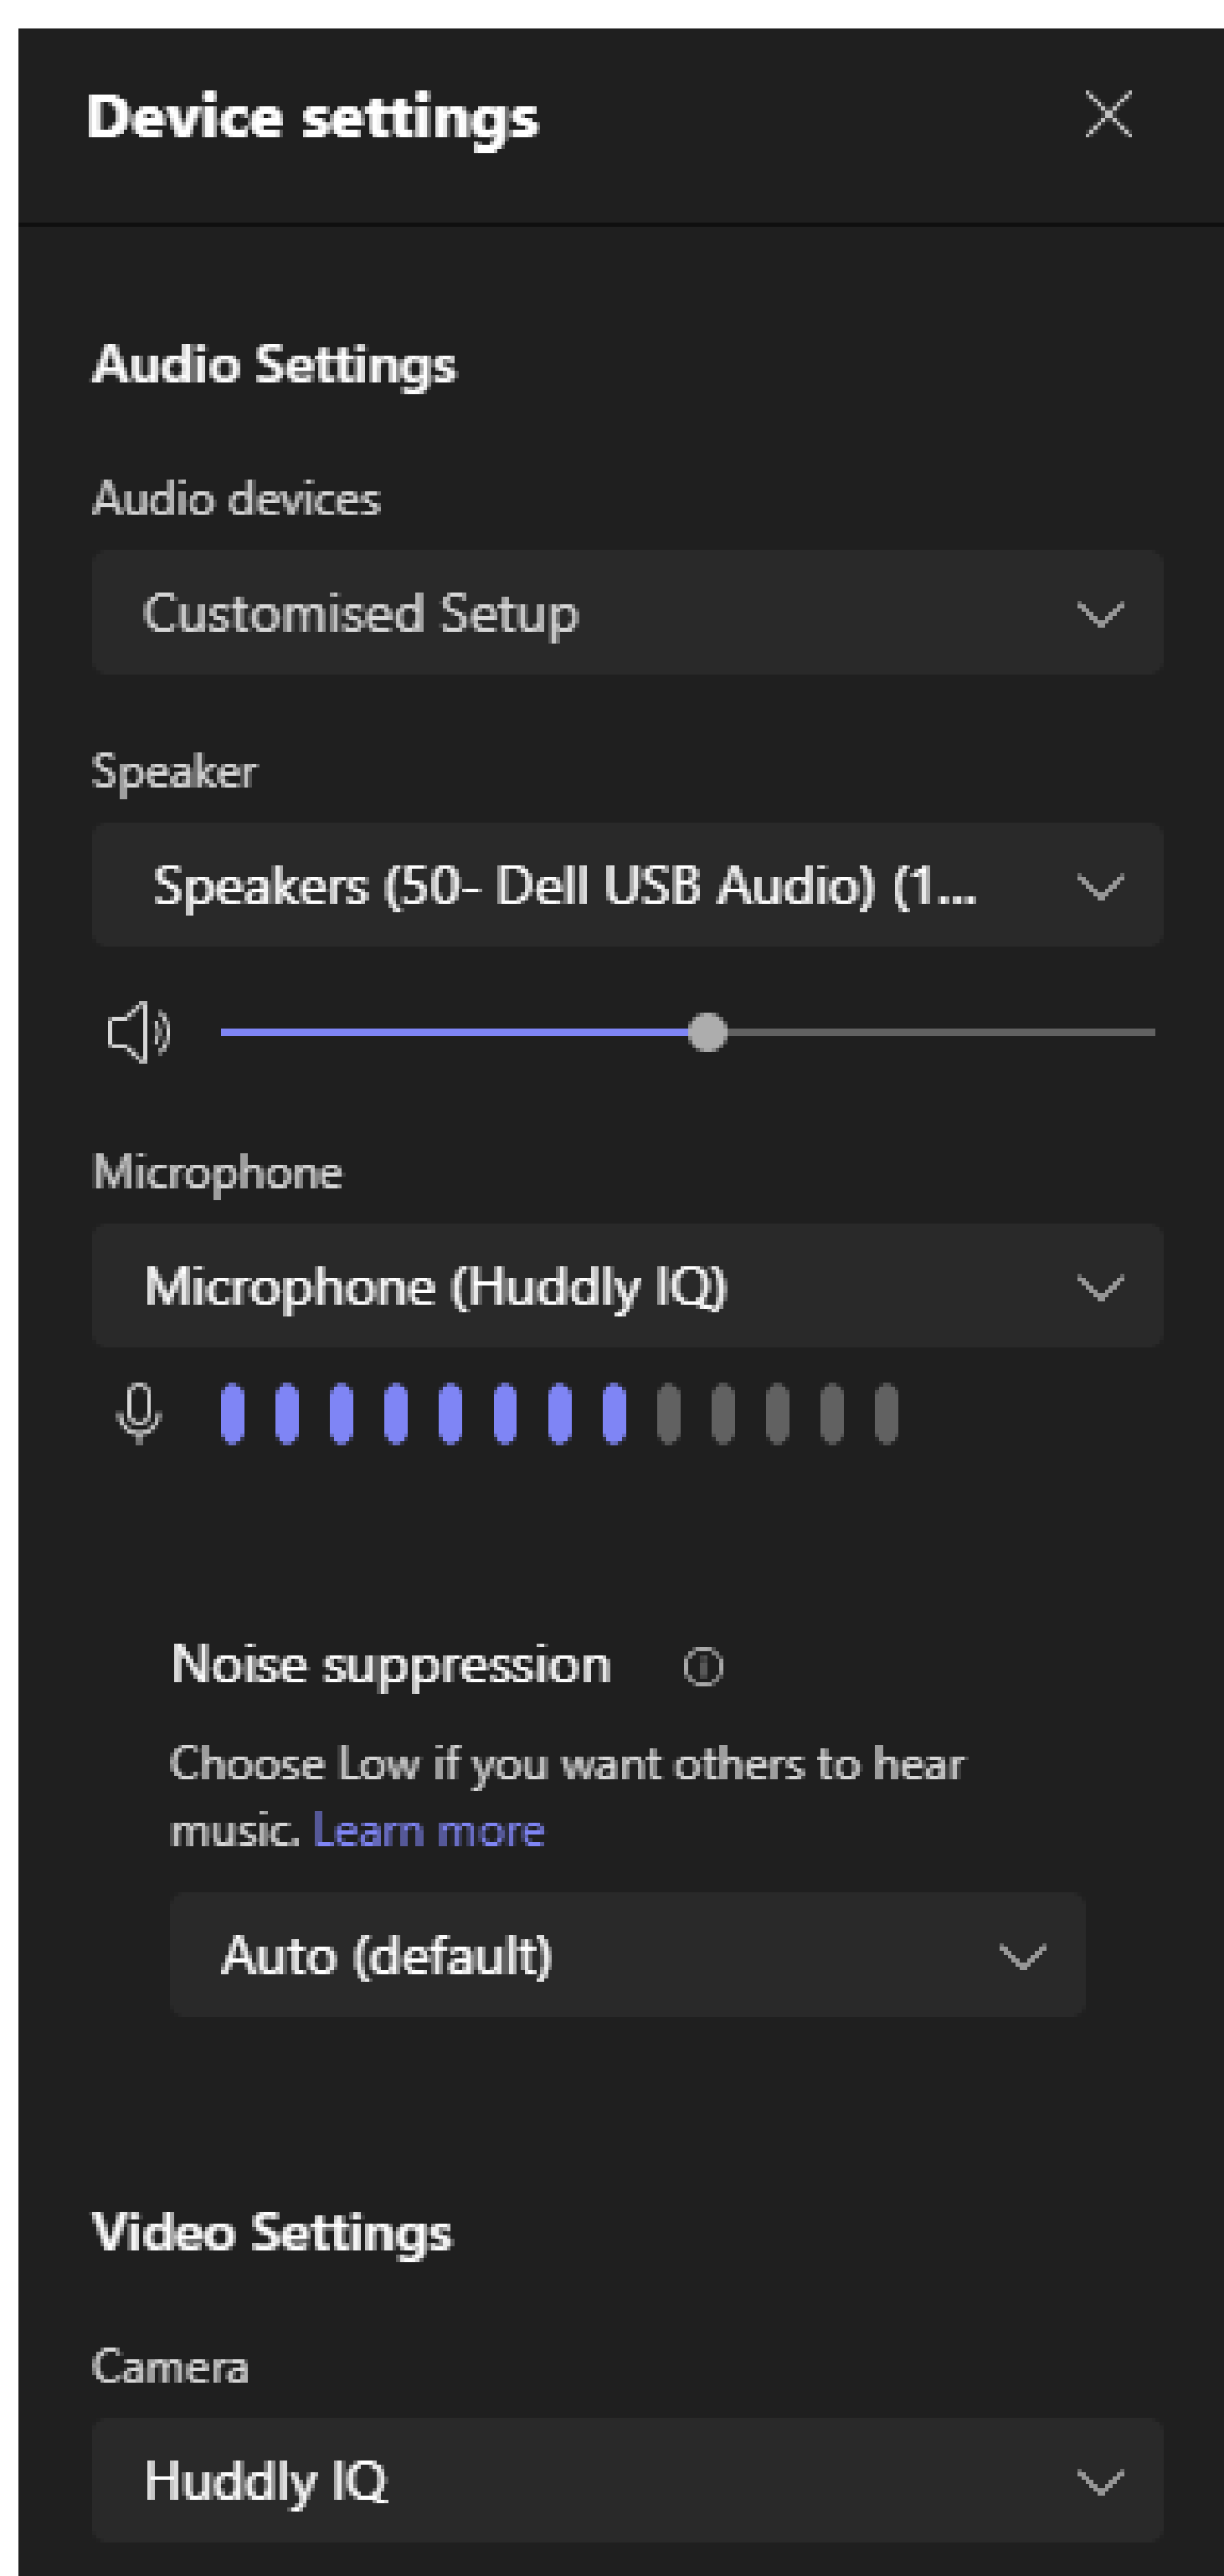 Device settings
Audio Settings
Audio devices
Customised Setup
Speaker
Speakers (50- Dell USB Audio) (1...
Microphone
Microphone (Huddly IQ)
Noise suppression
Choose Low if you want others to hear
music. Learn more
Auto (default)
Video Settings
Camera
Huddly IQ